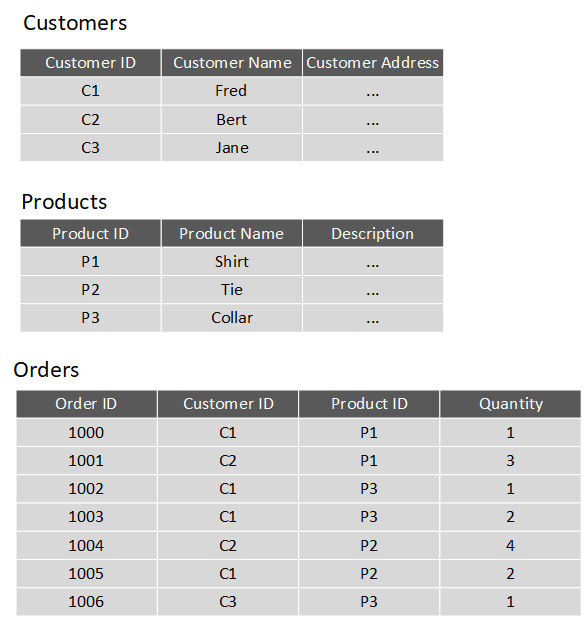 Customers
Customer ID Customer Name Customer Address
C1 Fred ...
C2 Bert ...
C3 Jane ...
Products
Product ID Product Name Description
P1 Shirt ...
P2 Tie ...
P3 Collar ...
Orders
Order ID Customer ID Product ID Quantity
1000 C1 P1 1
1001 C2 P1 3
1002 C1 P3 1
1003 C1 P3 2
1004 C2 P2 4
1005 C1 P2 2
1006 C3 P3 1